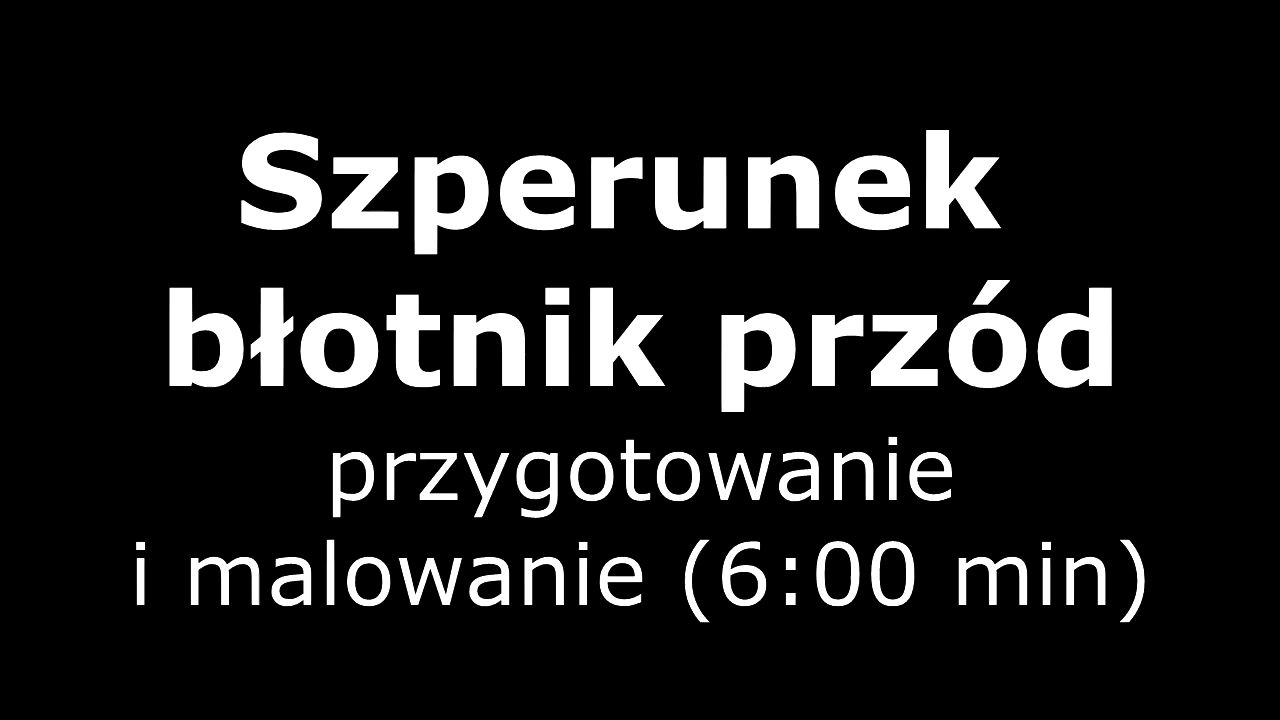 Szperunek
błotnik przód
przygotowanie
i malowanie (6:00 min)